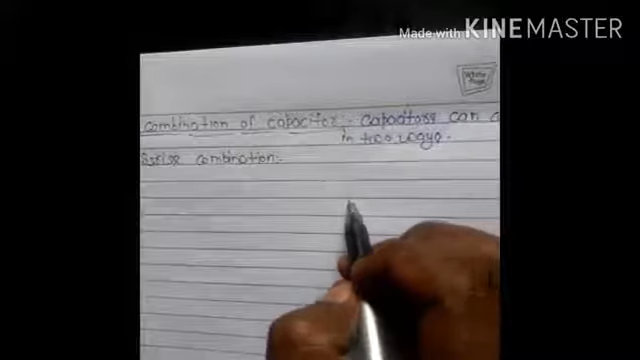 Made with KINEMASTER
combination of capacitor :- capacitors can
in two ways.
series combination:-